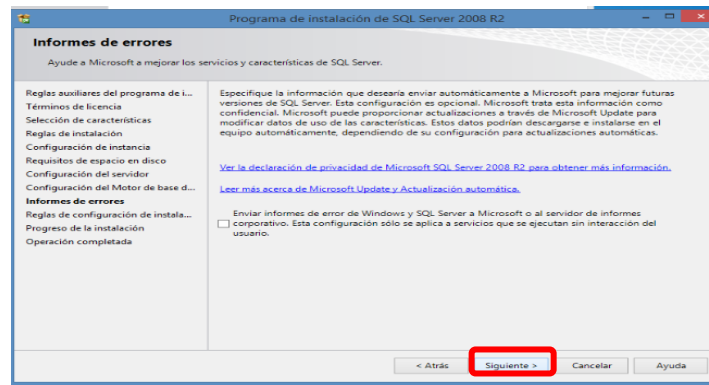 Programa de instalación de SQL Server 2008 R2
Informes de errores
Ayude a Microsoft a mejorar los servicios y características de SQL Server.
Reglas auxiliares del programa de i...
Términos de licencia
Selección de características
Reglas de instalación
Configuración de instancia
Requisitos de espacio en disco
Configuración del servidor
Configuración del Motor de base d...
Informes de errores
Reglas de configuración de instala...
Progreso de la instalación
Operación completada
Especifique la información que desearía enviar automáticamente a Microsoft para mejorar futuras
versiones de SQL Server. Esta configuración es opcional. Microsoft trata esta información como
confidencial. Microsoft puede proporcionar actualizaciones a través de Microsoft Update para
modificar datos de uso de las características. Estos datos podrían descargarse e instalarse en el
equipo automáticamente, dependiendo de su configuración para actualizaciones automáticas.
Ver la declaración de privacidad de Microsoft SQL Server 2008 R2 para obtener más información.
Leer más acerca de Microsoft Update y Actualización automática.
Enviar informes de error de Windows y SQL Server a Microsoft o al servidor de informes
corporativo. Esta configuración sólo se aplica a servicios que se ejecutan sin interacción del
usuario.
< Atrás
Siguiente >
Cancelar
Ayuda